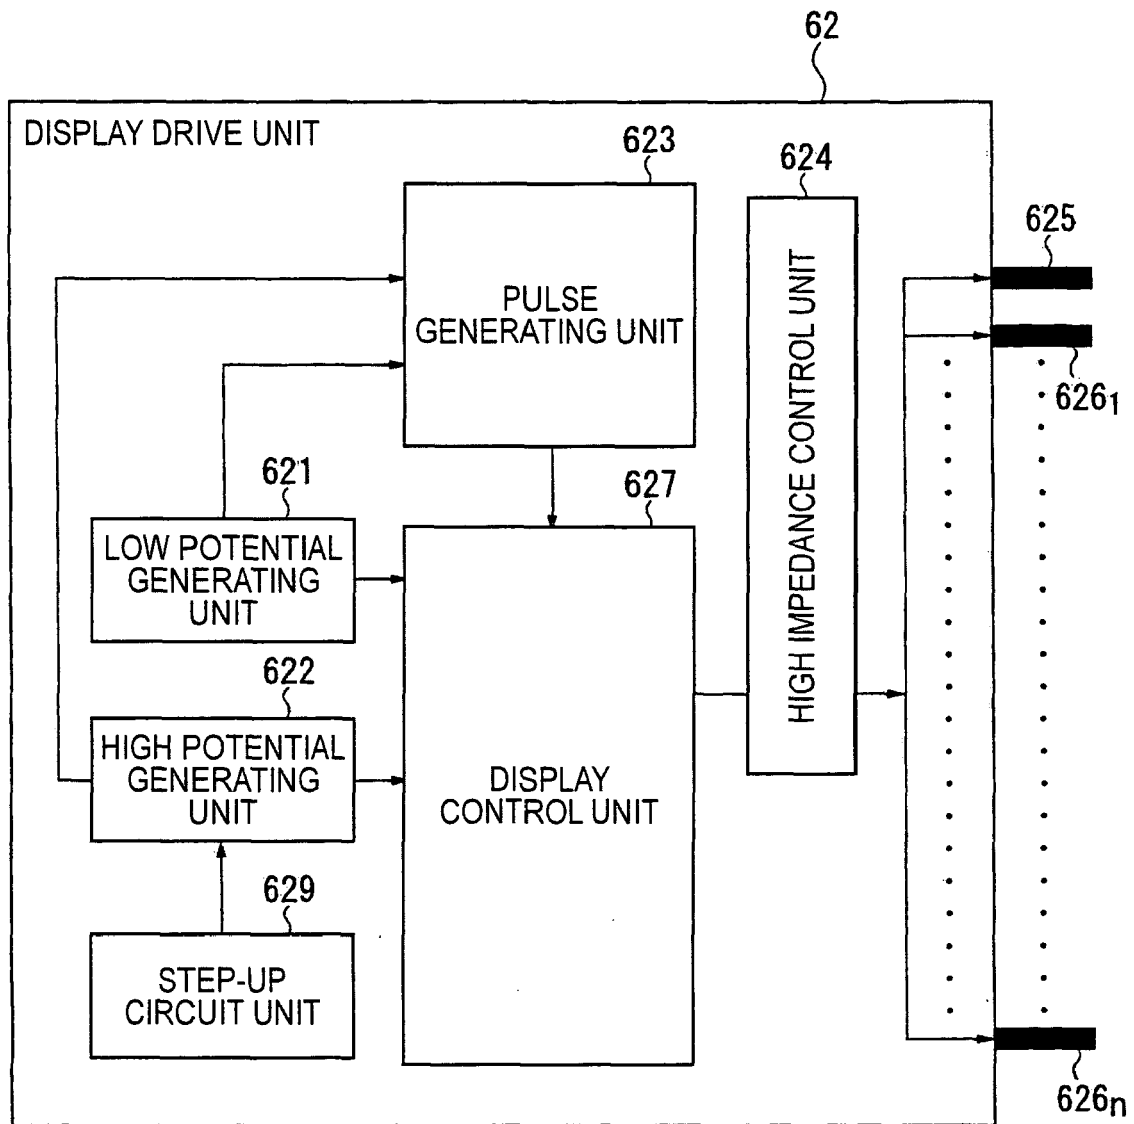 62
DISPLAY DRIVE UNIT
623
624
625
PULSE
GENERATING UNIT
HIGH IMPEDANCE CONTROL UNIT
626₁
621
627
LOW POTENTIAL
GENERATING
UNIT
622
HIGH POTENTIAL
GENERATING
UNIT
DISPLAY
CONTROL UNIT
629
STEP-UP
CIRCUIT UNIT
626n